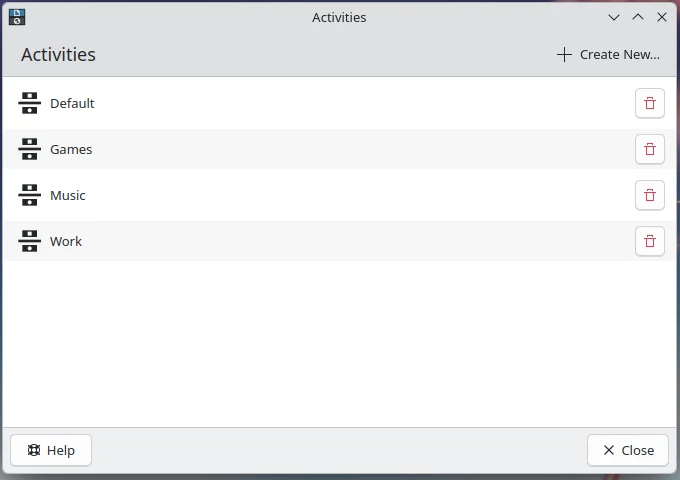 Activities
Activities
Create New...
Default
Games
Music
Work
Help
Close